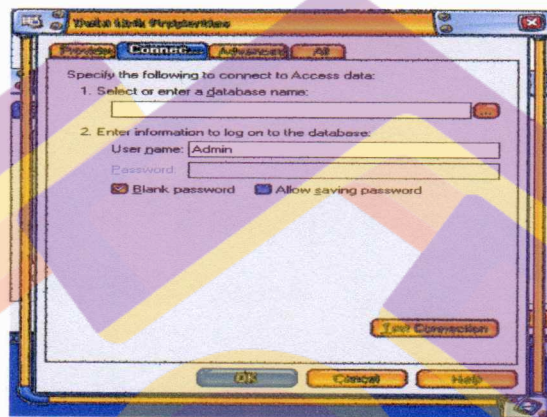 Data Link Properties
Provider Connec... Advanced All
Specify the following to connect to Access data:
1. Select or enter a database name:
...
2. Enter information to log on to the database:
User name: Admin
Password:
Blank password Allow saving password
Test Connection
OK Cancel Help